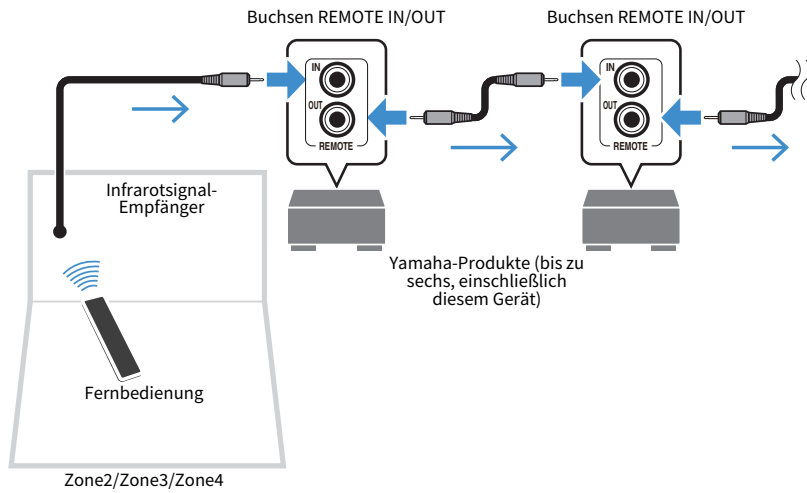 Buchsen REMOTE IN/OUT
Buchsen REMOTE IN/OUT
IN
OUT
REMOTE
IN
OUT
REMOTE
Infrarotsignal-
Empfänger
Yamaha-Produkte (bis zu
sechs, einschließlich
diesem Gerät)
Fernbedienung
Zone2/Zone3/Zone4